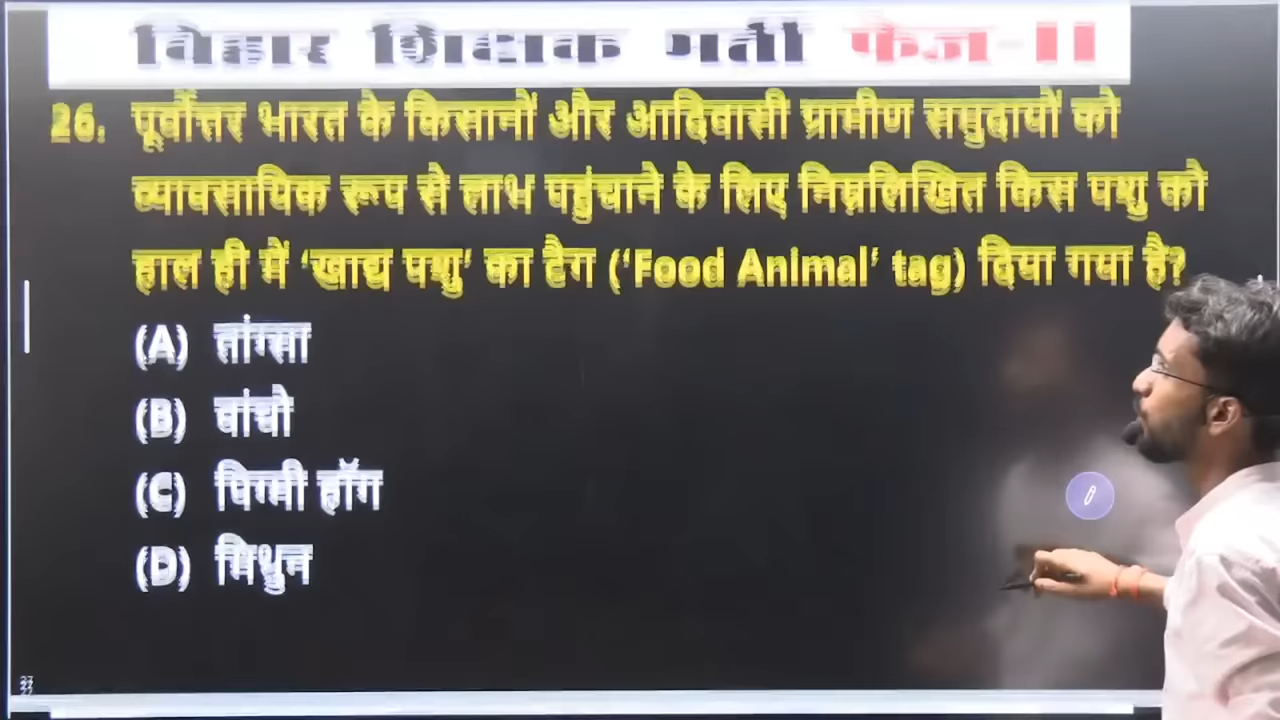 बिहार शिक्षक भर्ती फेज-II
26. पूर्वोत्तर भारत के किसानों और आदिवासी ग्रामीण समुदायों को
व्यावसायिक रूप से लाभ पहुंचाने के लिए निम्नलिखित किस पशु को
हाल ही में ‘खाद्य पशु’ का टैग (‘Food Animal’ tag) दिया गया है?
(A) तांग्सा
(B) वांचो
(C) पिग्मी हॉग
(D) मिथुन